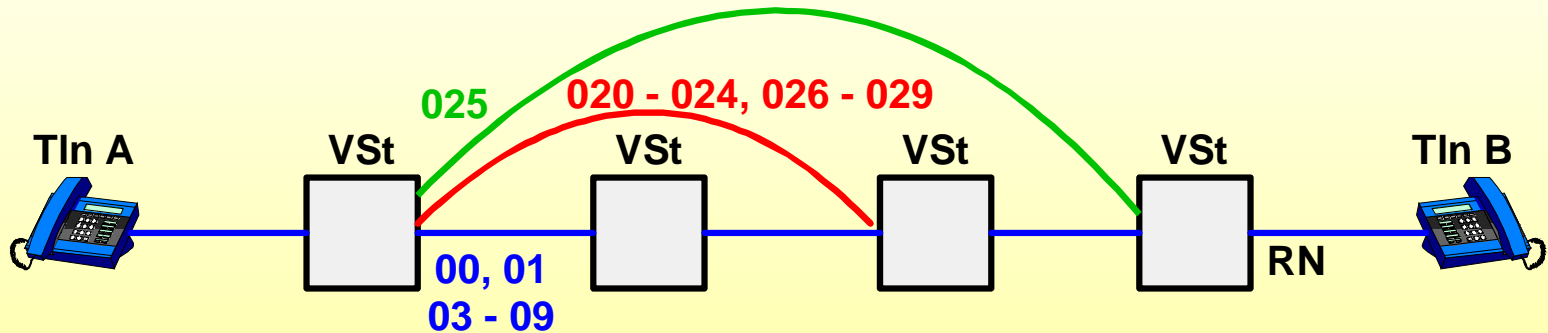 025
020 - 024, 026 - 029
Tln A
VSt
VSt
VSt
VSt
Tln B
00, 01
03 - 09
RN